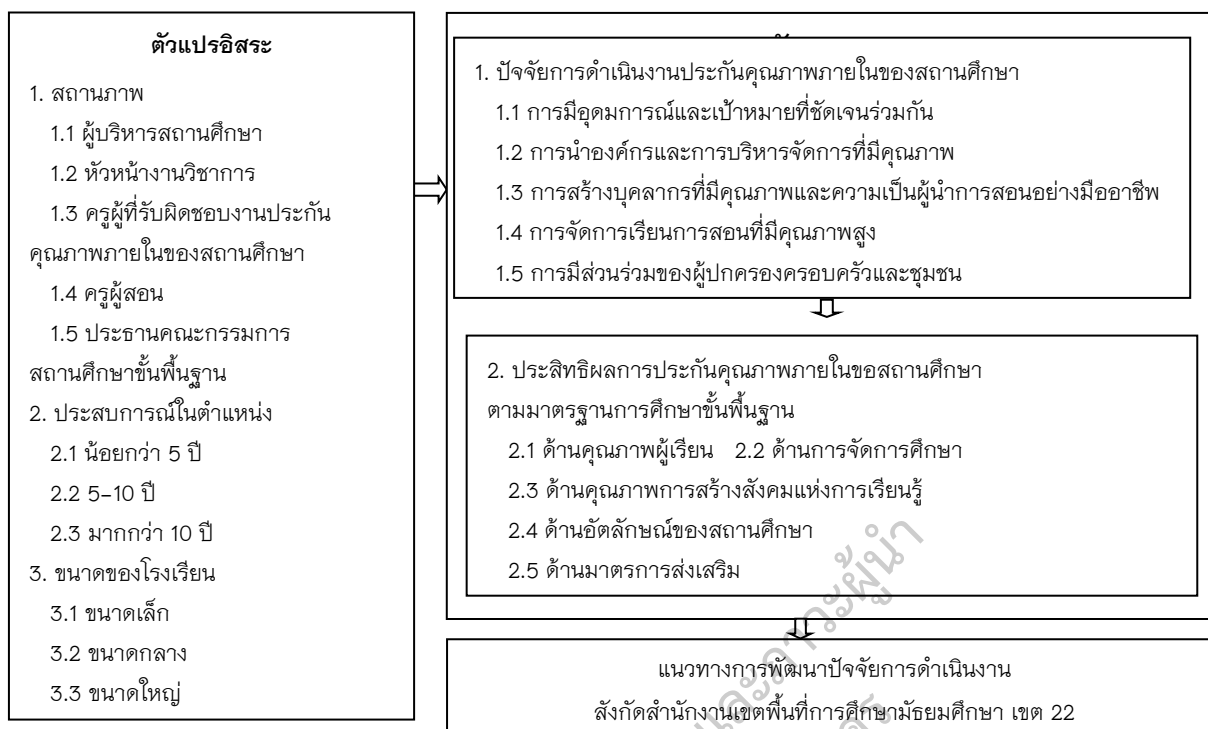 ตัวแปรอิสระ
1. สถานภาพ
1.1 ผู้บริหารสถานศึกษา
1.2 หัวหน้างานวิชาการ
1.3 ครูผู้ที่รับผิดชอบงานประกัน
คุณภาพภายในของสถานศึกษา
1.4 ครูผู้สอน
1.5 ประธานคณะกรรมการ
สถานศึกษาขั้นพื้นฐาน
2. ประสบการณ์ในตำแหน่ง
2.1 น้อยกว่า 5 ปี
2.2 5–10 ปี
2.3 มากกว่า 10 ปี
3. ขนาดของโรงเรียน
3.1 ขนาดเล็ก
3.2 ขนาดกลาง
3.3 ขนาดใหญ่
1. ปัจจัยการดำเนินงานประกันคุณภาพภายในของสถานศึกษา
1.1 การมีอุดมการณ์และเป้าหมายที่ชัดเจนร่วมกัน
1.2 การนำองค์กรและการบริหารจัดการที่มีคุณภาพ
1.3 การสร้างบุคลากรที่มีคุณภาพและความเป็นผู้นำการสอนอย่างมืออาชีพ
1.4 การจัดการเรียนการสอนที่มีคุณภาพสูง
1.5 การมีส่วนร่วมของผู้ปกครองครอบครัวและชุมชน
2. ประสิทธิผลการประกันคุณภาพภายในขอสถานศึกษา
ตามมาตรฐานการศึกษาขั้นพื้นฐาน
2.1 ด้านคุณภาพผู้เรียน 2.2 ด้านการจัดการศึกษา
2.3 ด้านคุณภาพการสร้างสังคมแห่งการเรียนรู้
2.4 ด้านอัตลักษณ์ของสถานศึกษา
2.5 ด้านมาตรการส่งเสริม
แนวทางการพัฒนาปัจจัยการดำเนินงาน
สังกัดสำนักงานเขตพื้นที่การศึกษามัธยมศึกษา เขต 22
และภาวะผู้นำ